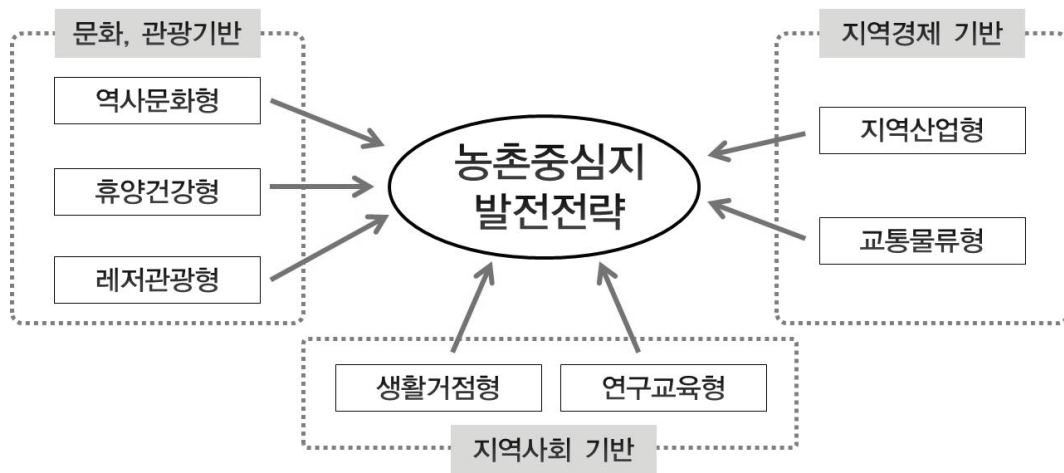 문화, 관광기반
역사문화형
휴양건강형
레저관광형
농촌중심지
발전전략
지역경제 기반
지역산업형
교통물류형
생활거점형
연구교육형
지역사회 기반